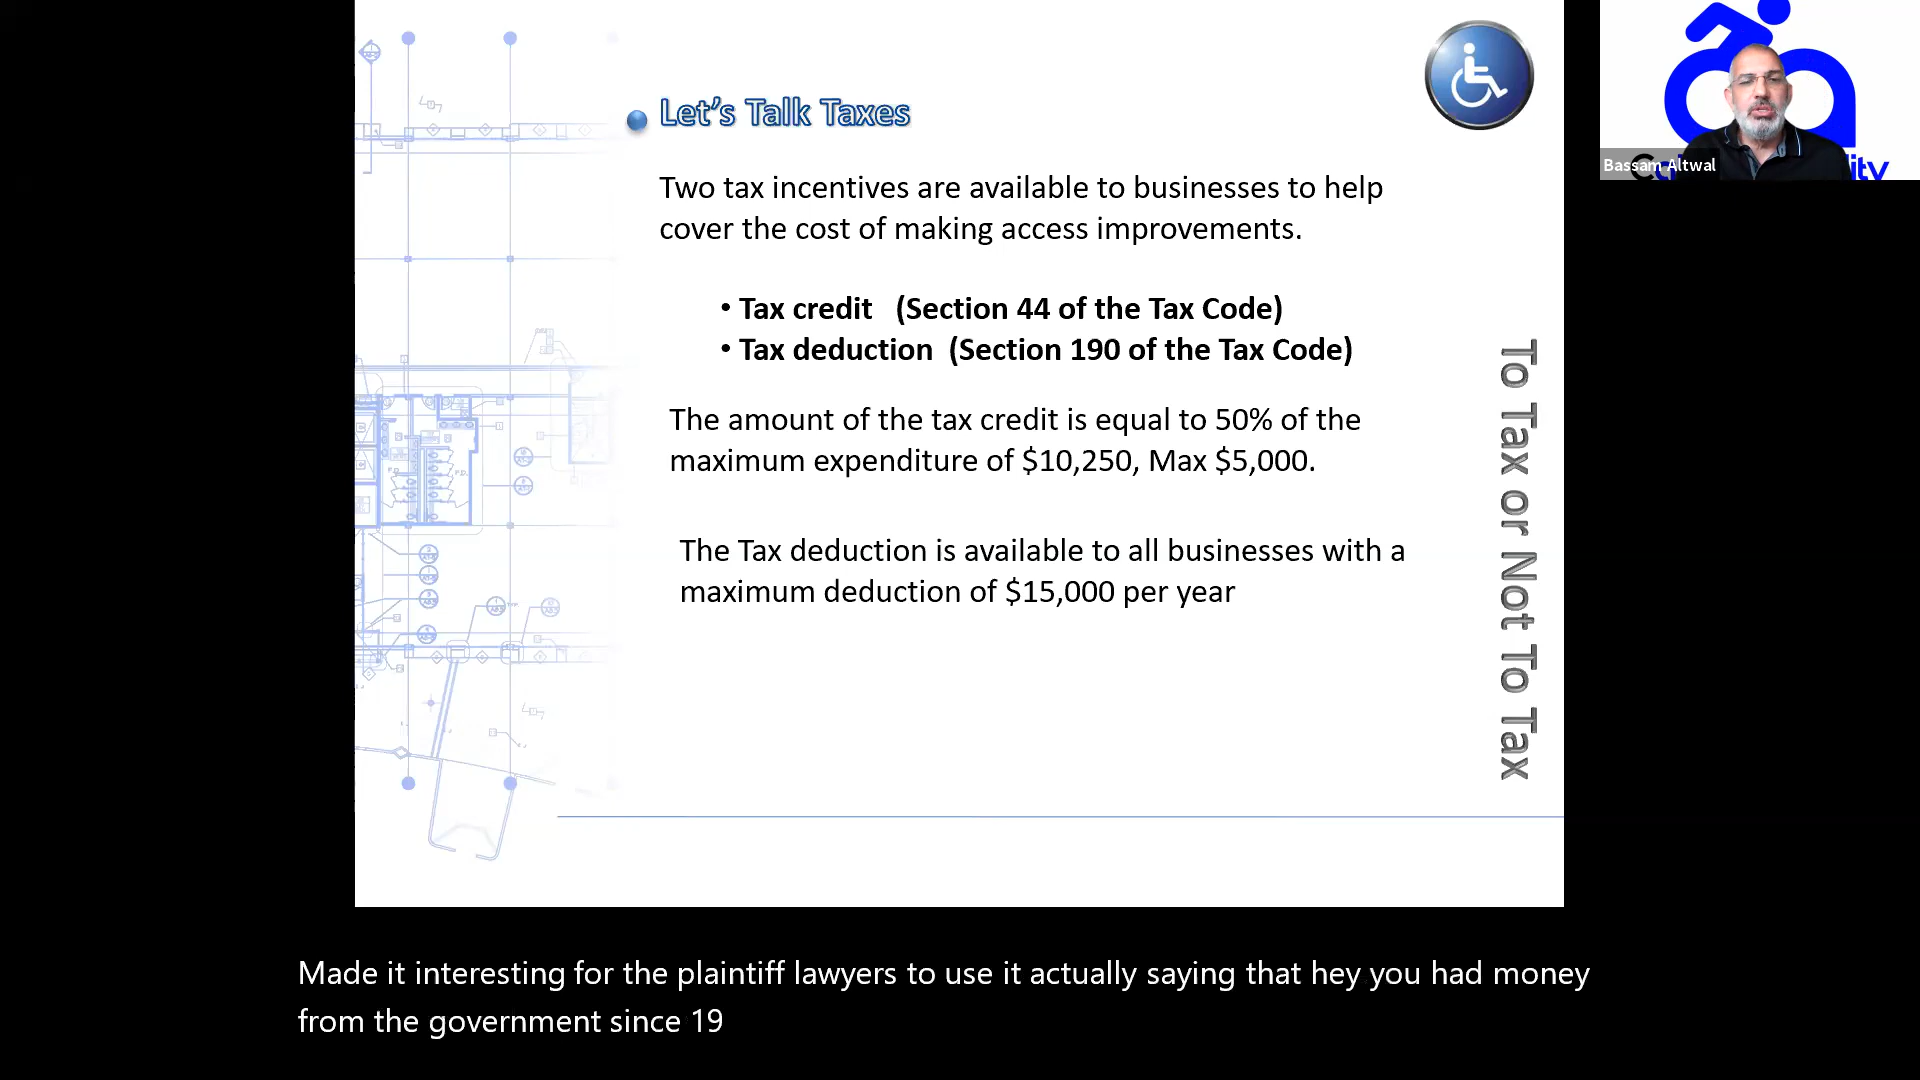 Let's Talk Taxes
Two tax incentives are available to businesses to help
cover the cost of making access improvements.
• Tax credit (Section 44 of the Tax Code)
• Tax deduction (Section 190 of the Tax Code)
The amount of the tax credit is equal to 50% of the
maximum expenditure of $10,250, Max $5,000.
The Tax deduction is available to all businesses with a
maximum deduction of $15,000 per year
To Tax or Not To Tax
Bassam Altwal
Made it interesting for the plaintiff lawyers to use it actually saying that hey you had money
from the government since 19